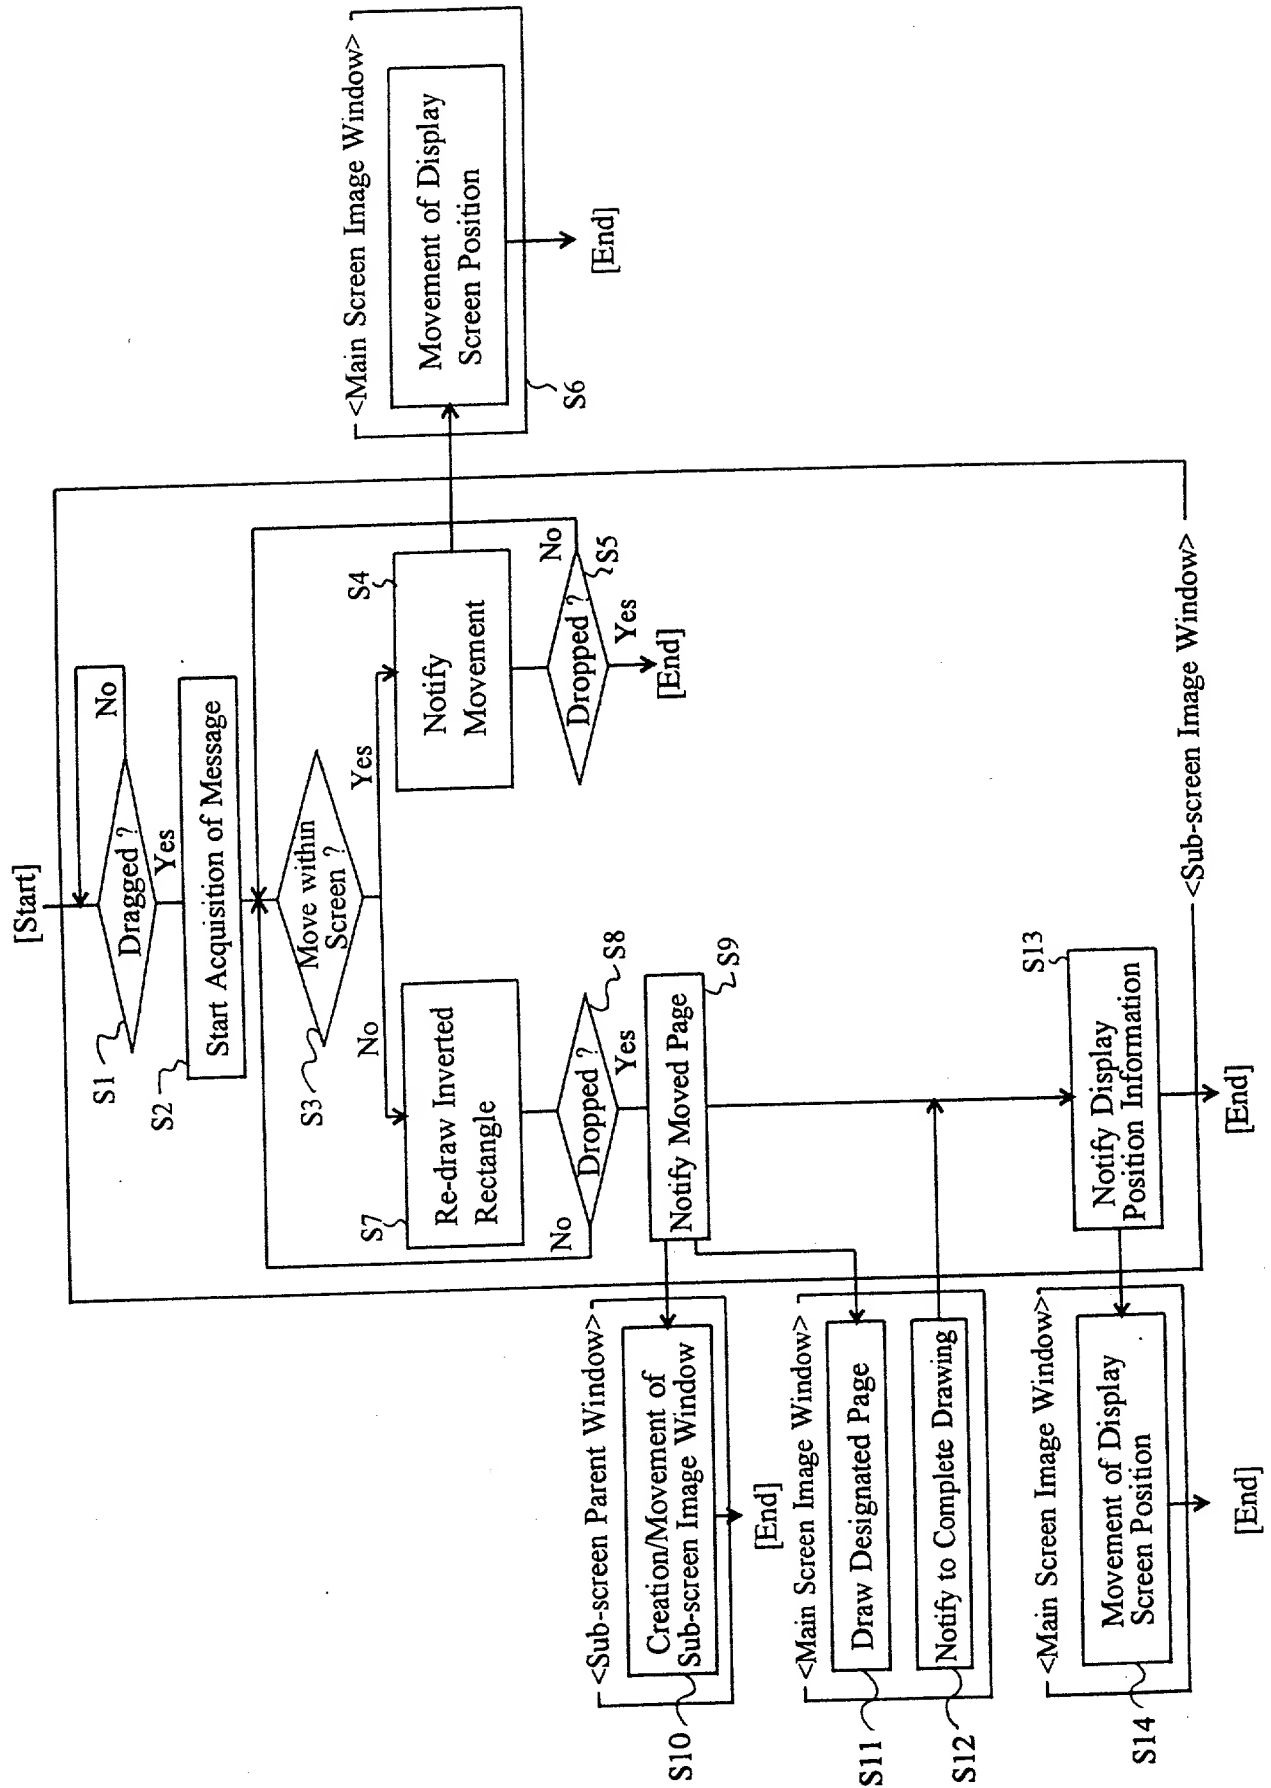 [Start]
Dragged ?
No
Yes
S1
Start Acquisition of Message
S2
Move within
Screen ?
S3
No
Yes
S4
Notify
Movement
<Main Screen Image Window>
Movement of Display
Screen Position
S6
[End]
Dropped ?
No
S5
Yes
[End]
S7
Re-draw Inverted
Rectangle
Dropped ?
S8
No
Yes
Notify Moved Page
S9
<Sub-screen Parent Window>
Creation/Movement of
Sub-screen Image Window
S10
[End]
<Main Screen Image Window>
Draw Designated Page
S11
Notify to Complete Drawing
S12
S13
Notify Display
Position Information
<Sub-screen Image Window>
[End]
<Main Screen Image Window>
Movement of Display
Screen Position
S14
[End]